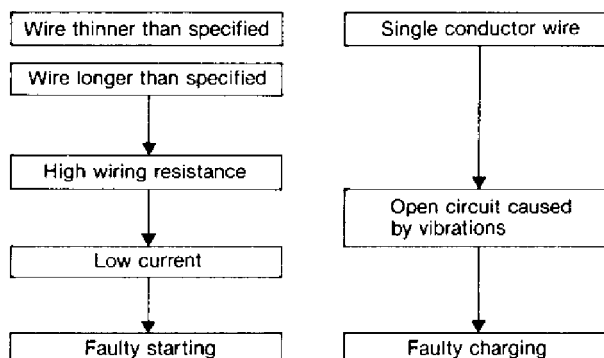 Wire thinner than specified
Wire longer than specified
High wiring resistance
Low current
Faulty starting
Single conductor wire
Open circuit caused
by vibrations
Faulty charging